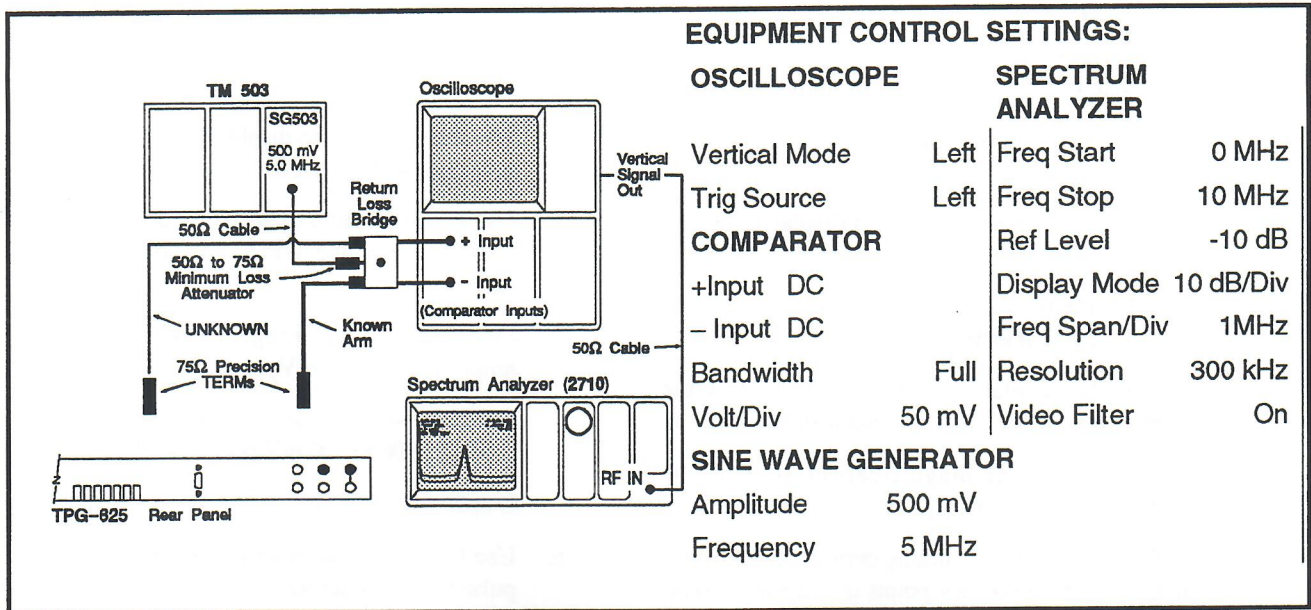 EQUIPMENT CONTROL SETTINGS:
TM 503
SG503
500 mV
5.0 MHz
50Ω Cable
50Ω to 75Ω
Minimum Loss
Attenuator
UNKNOWN
75Ω Precision
TERMs
Return
Loss
Bridge
Known
Arm
Oscilloscope
+ Input
– Input
(Comparator Inputs)
Vertical
Signal
Out
50Ω Cable
Spectrum Analyzer (2710)
RF IN
TPG–625 Rear Panel
OSCILLOSCOPE
Vertical Mode Left
Trig Source Left
COMPARATOR
+Input DC
– Input DC
Bandwidth Full
Volt/Div 50 mV
SINE WAVE GENERATOR
Amplitude 500 mV
Frequency 5 MHz
SPECTRUM
ANALYZER
Freq Start 0 MHz
Freq Stop 10 MHz
Ref Level -10 dB
Display Mode 10 dB/Div
Freq Span/Div 1MHz
Resolution 300 kHz
Video Filter On